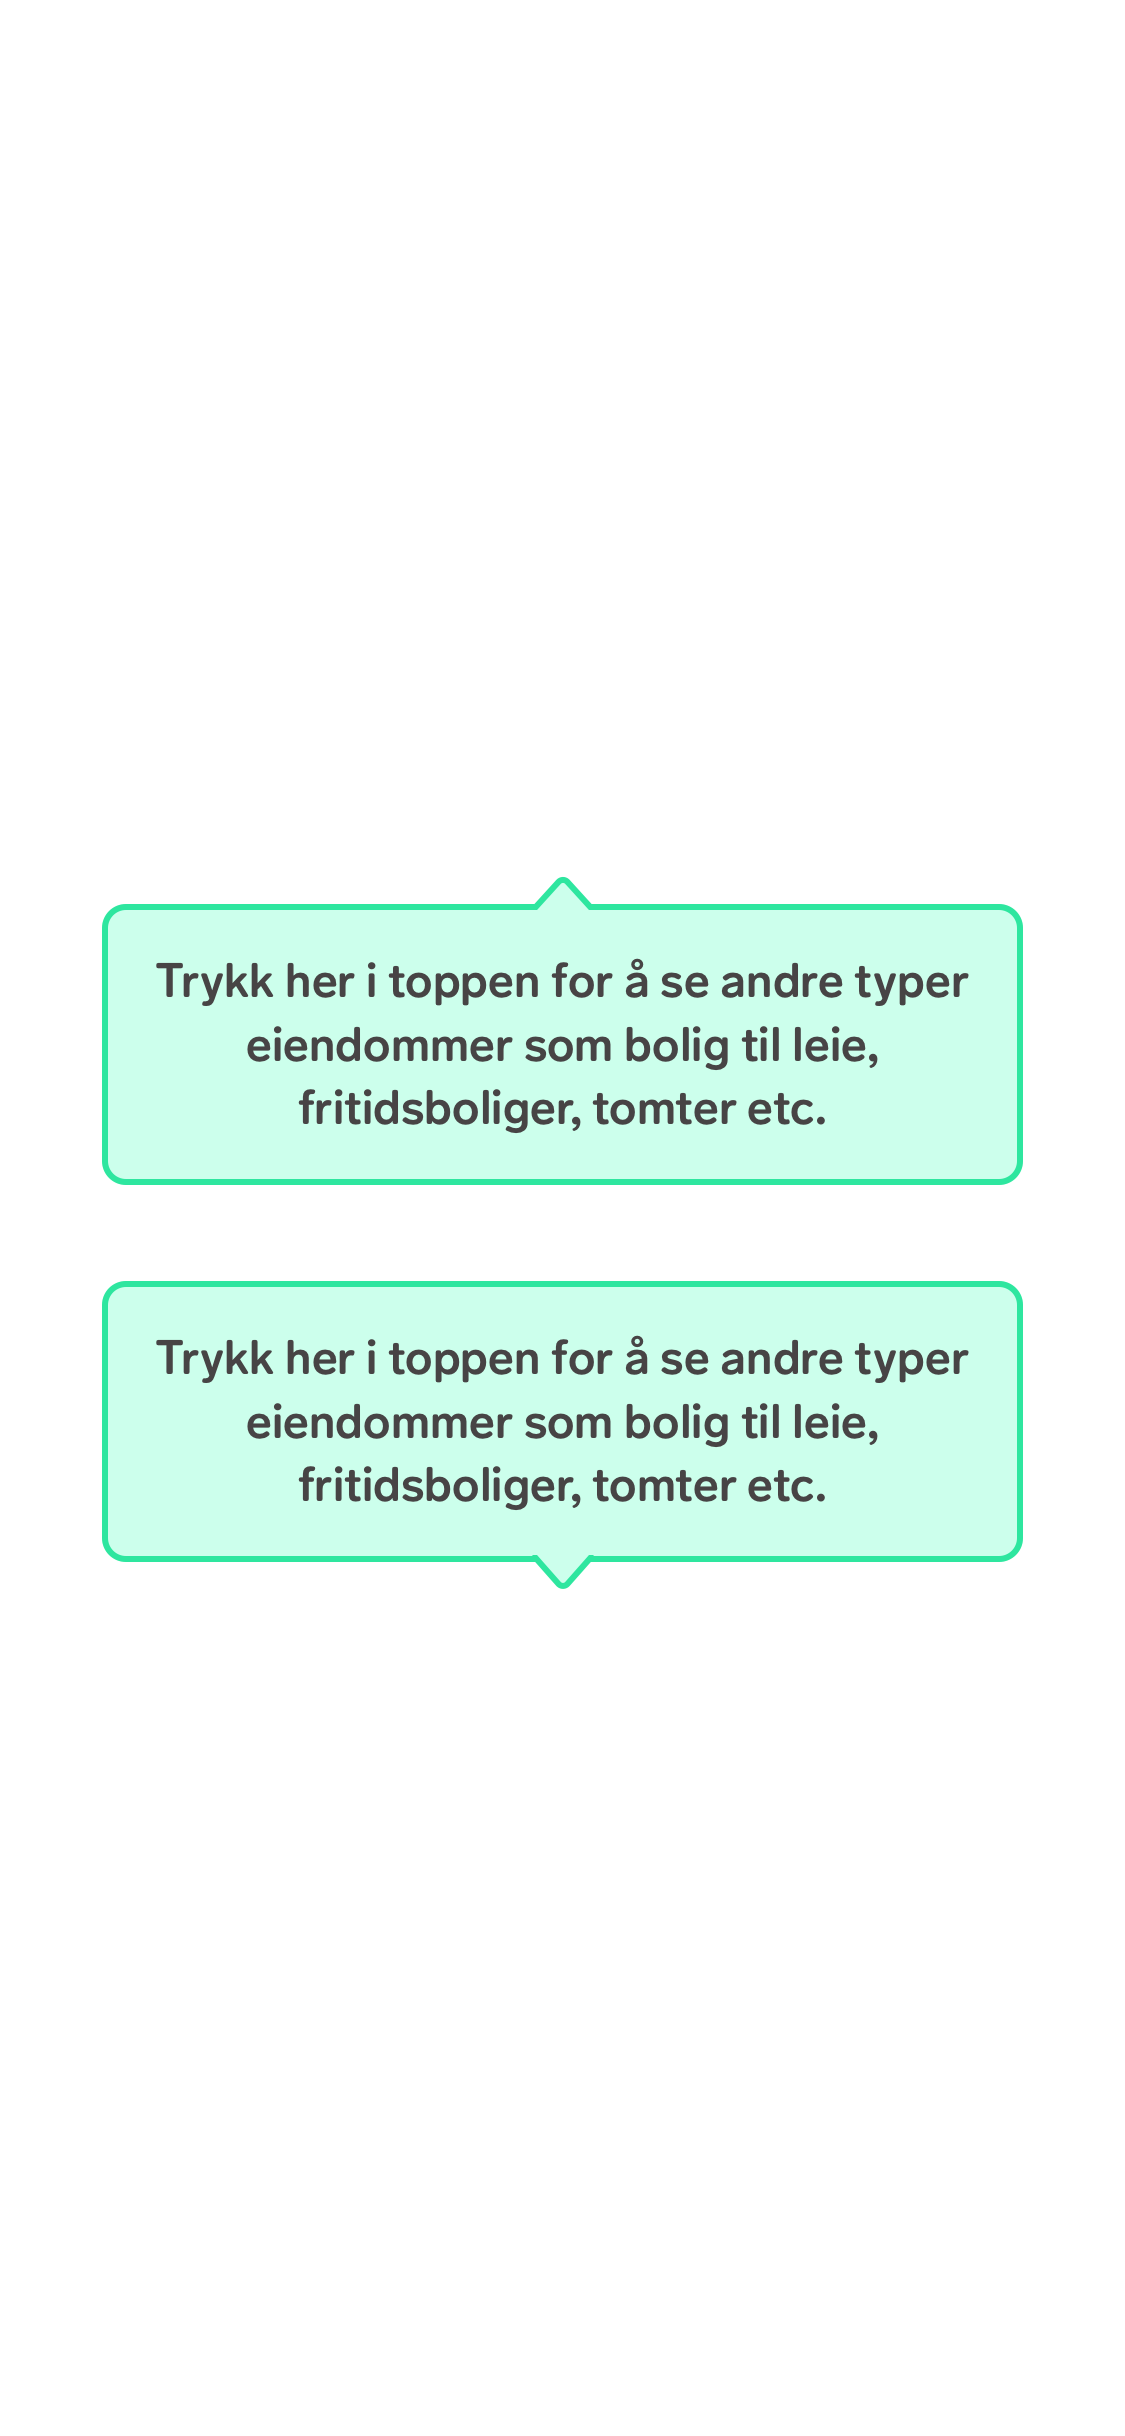 Trykk her i toppen for å se andre typer
eiendommer som bolig til leie,
fritidsboliger, tomter etc.
Trykk her i toppen for å se andre typer
eiendommer som bolig til leie,
fritidsboliger, tomter etc.